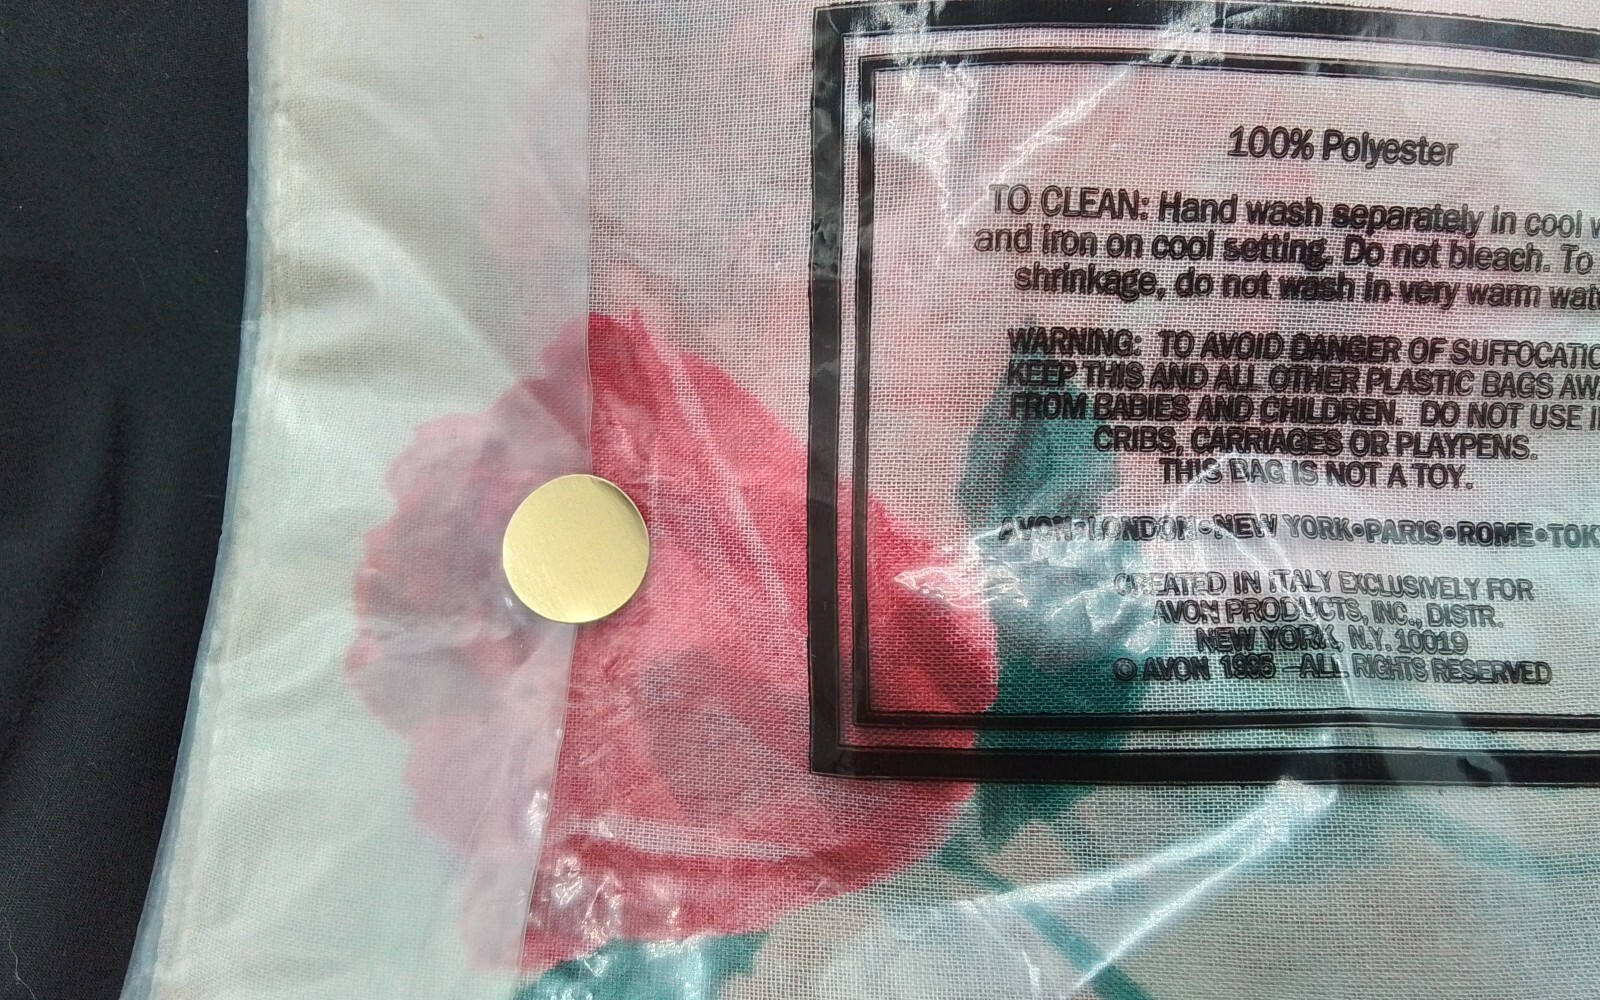 100% Polyester
TO CLEAN: Hand wash separately in cool
and iron on cool setting. Do not bleach. To
shrinkage, do not wash in very warm
WARNING: TO AVOID DANGER OF
KEEP THIS AND ALL OTHER PLASTIC BAGS
FROM BABIES AND CHILDREN. DO NOT USE
CRIBS, CARRIAGES OR PLAYPENS.
THIS BAG IS NOT A TOY.
AVON•LONDON•NEW YORK•PARIS•ROME•
CREATED IN ITALY EXCLUSIVELY FOR
AVON PRODUCTS, INC., DISTR.
NEW YORK, N.Y. 10019
© AVON 1995 —ALL RIGHTS RESERVED